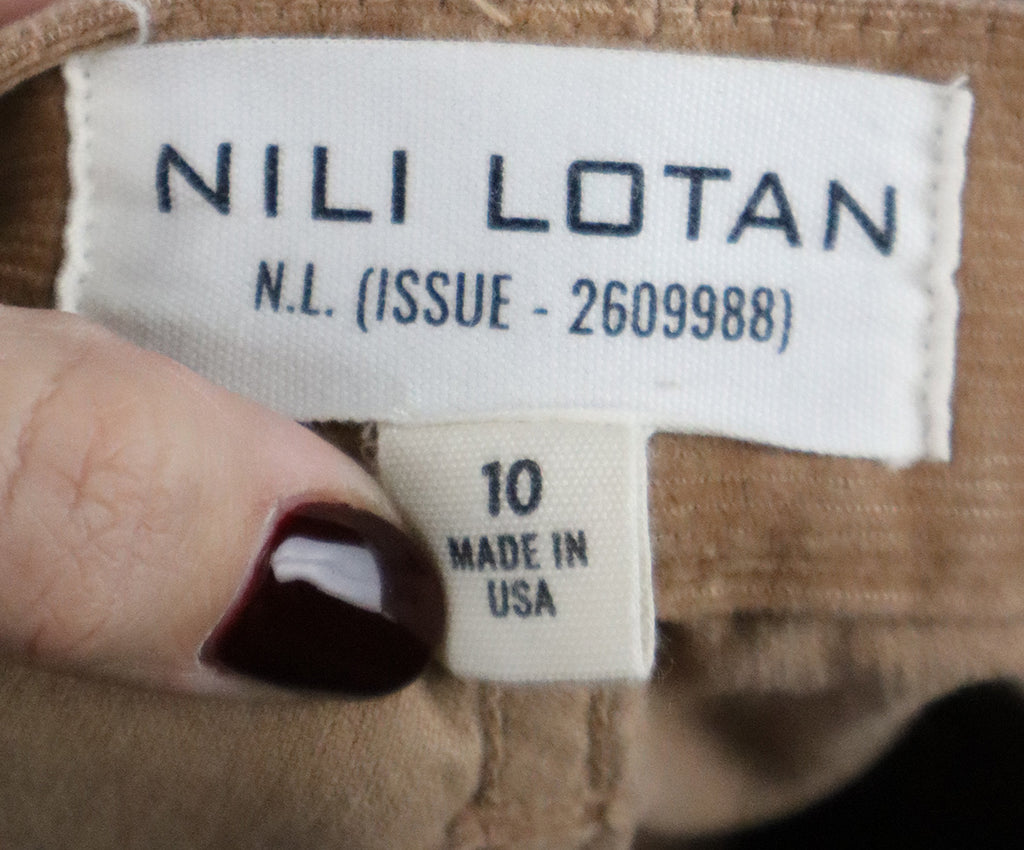 NILI LOTAN
N.L. (ISSUE - 2609988)
10
MADE IN
USA